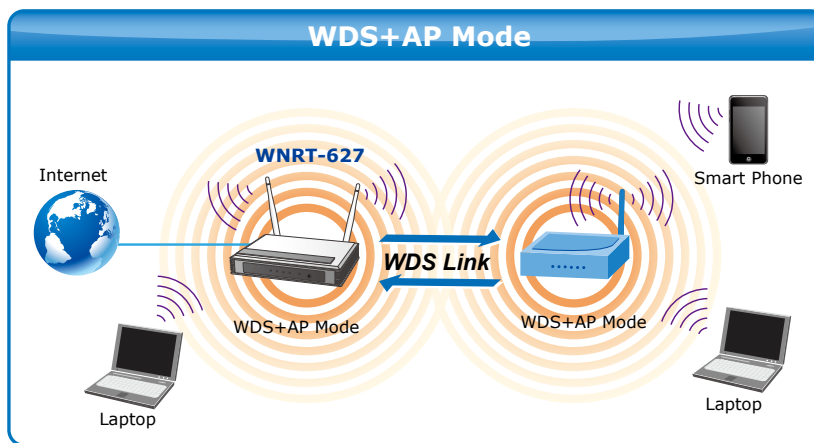 WDS+AP Mode
WNRT-627
Internet
Smart Phone
WDS Link
WDS+AP Mode
WDS+AP Mode
Laptop
Laptop